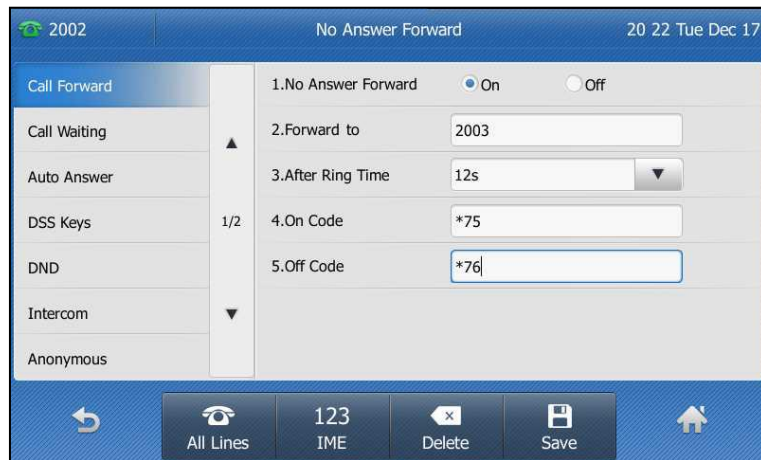 2002 No Answer Forward 20 22 Tue Dec 17
Call Forward
Call Waiting
Auto Answer
DSS Keys
DND
Intercom
Anonymous
1/2
1.No Answer Forward On Off
2.Forward to 2003
3.After Ring Time 12s
4.On Code *75
5.Off Code *76
All Lines
123
IME
Delete
Save